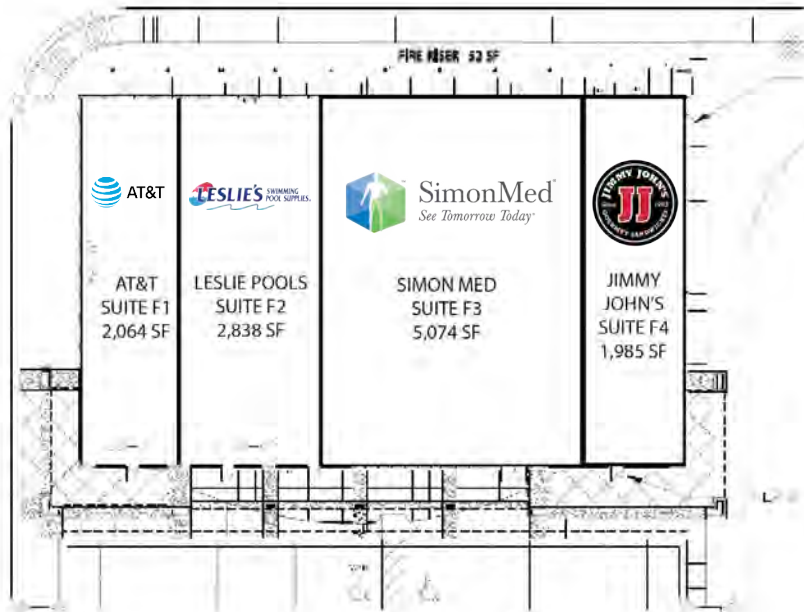 FIRE RISER 53 SF
AT&T
LESLIE'S SWIMMING
POOL SUPPLIES.
SimonMed
See Tomorrow Today
JIMMY JOHN'S
JJ
GOURMET SANDWICHES
AT&T
SUITE F1
2,064 SF
LESLIE POOLS
SUITE F2
2,838 SF
SIMON MED
SUITE F3
5,074 SF
JIMMY
JOHN'S
SUITE F4
1,985 SF